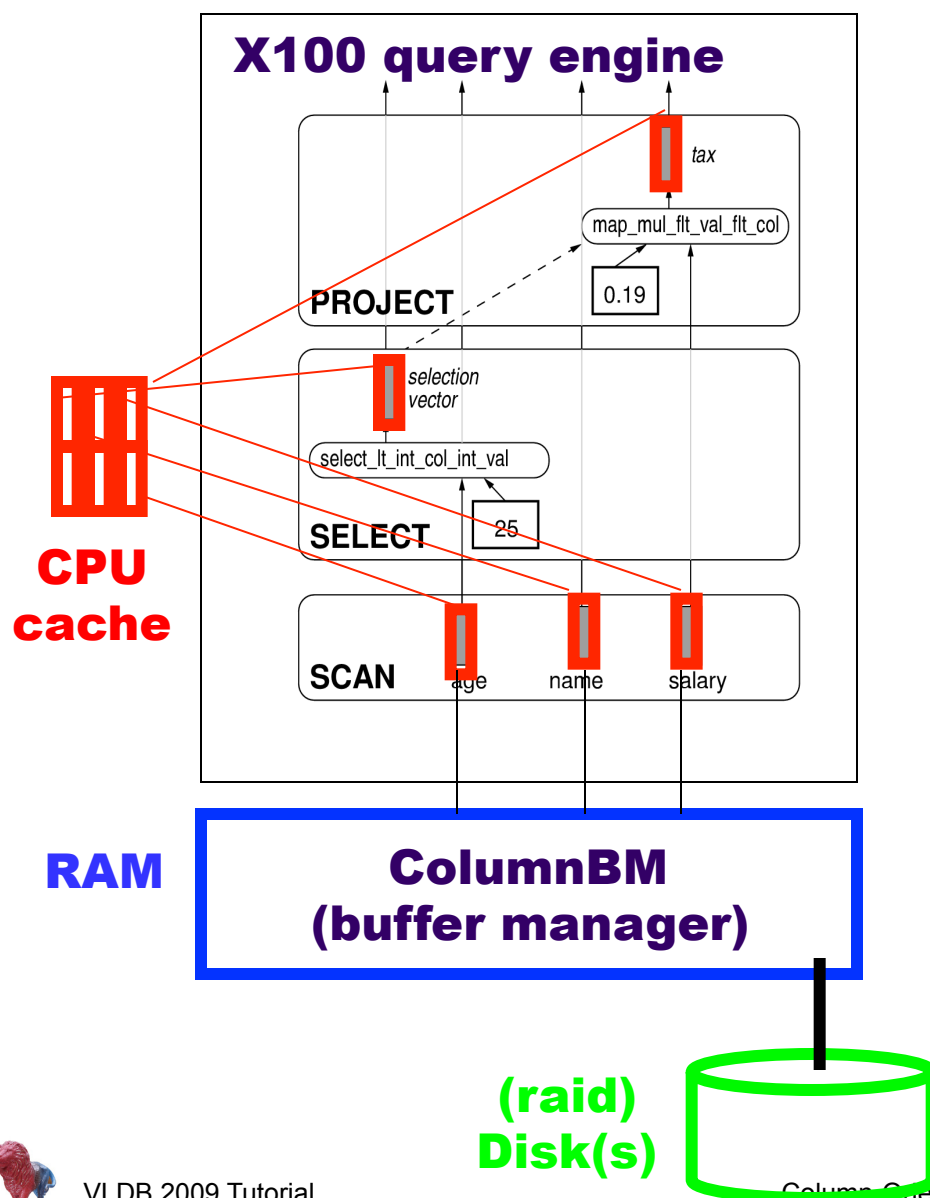 X100 query engine
tax
map_mul_flt_val_flt_col
0.19
PROJECT
selection
vector
select_lt_int_col_int_val
25
SELECT
CPU
cache
age
name
salary
SCAN
RAM
ColumnBM
(buffer manager)
(raid)
Disk(s)
VLDB 2009 Tutorial